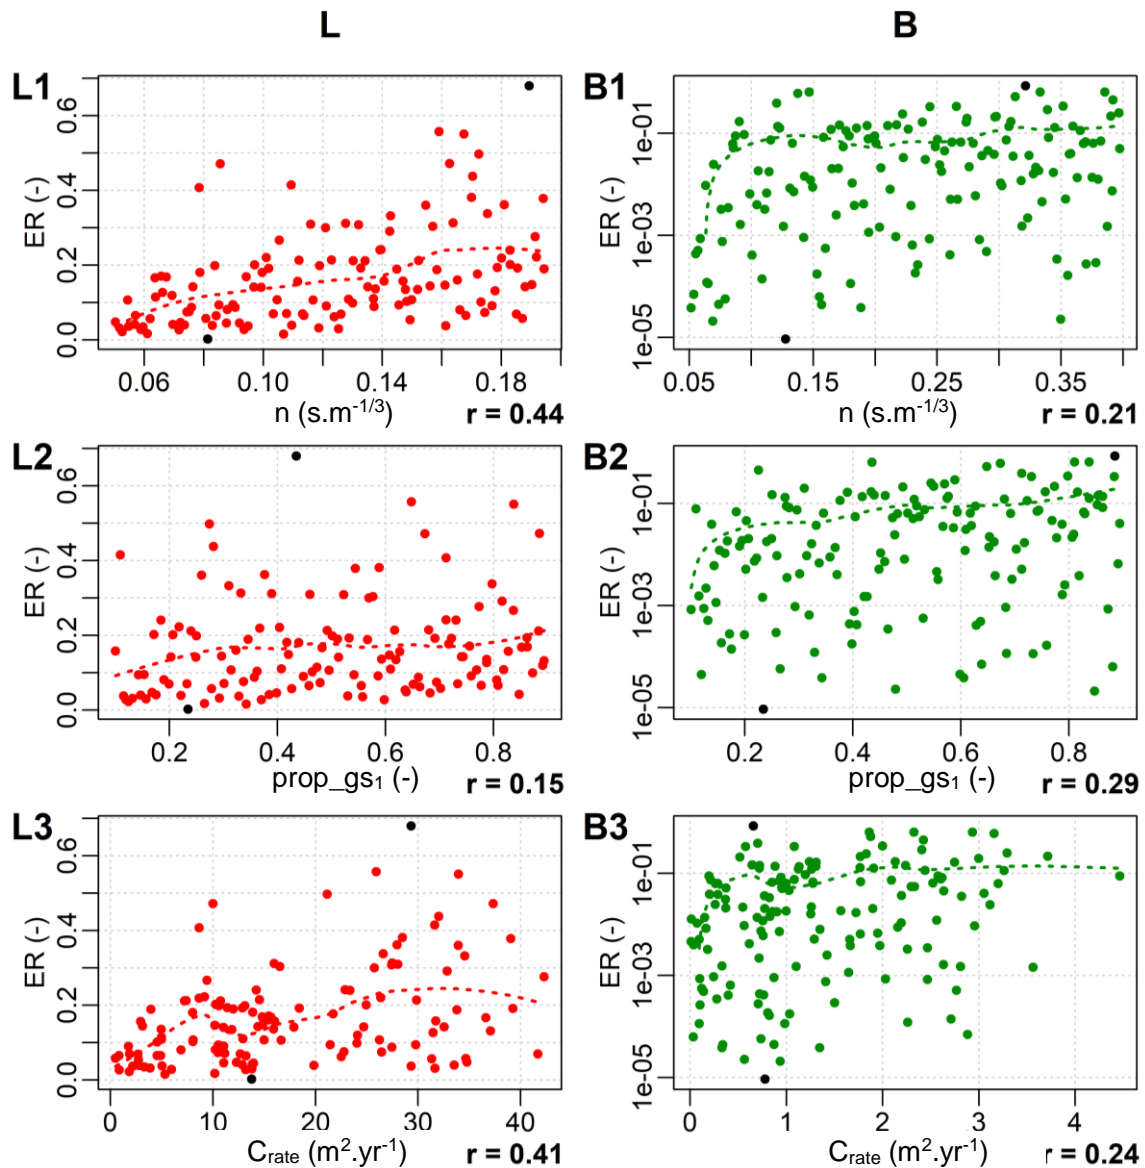 L B
L1 B1
ER (-) 0.0 0.2 0.4 0.6
0.06 0.10 0.14 0.18
n (s.m-1/3) r = 0.44
ER (-) 1e-05 1e-03 1e-01
0.05 0.15 0.25 0.35
n (s.m-1/3) r = 0.21
L2 B2
ER (-) 0.0 0.2 0.4 0.6
0.2 0.4 0.6 0.8
prop_gs1 (-) r = 0.15
ER (-) 1e-05 1e-03 1e-01
0.2 0.4 0.6 0.8
prop_gs1 (-) r = 0.29
L3 B3
ER (-) 0.0 0.2 0.4 0.6
0 10 20 30 40
Crate (m2.yr-1) r = 0.41
ER (-) 1e-05 1e-03 1e-01
0 1 2 3 4
Crate (m2.yr-1) r = 0.24